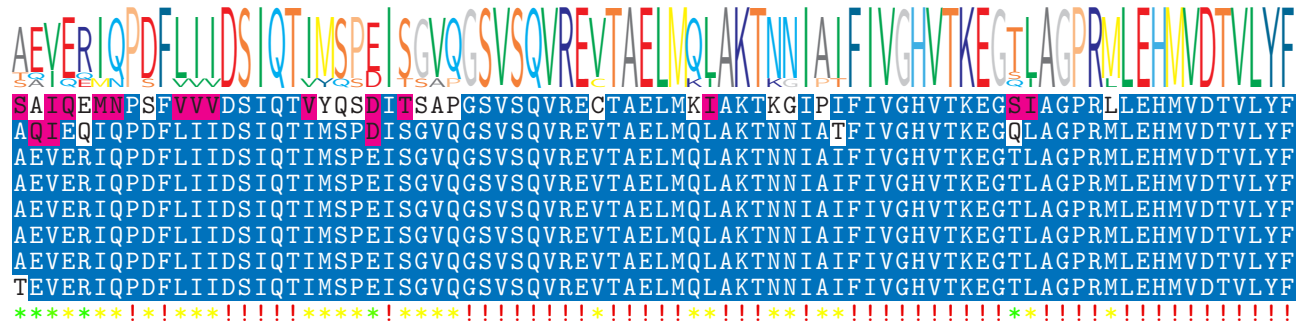 AEVERIQPDFLIIDSIQTIMSPEISGVQGSVSQVREVTAELMQLAKTNNIAIFIVGHVTKEGTLAGPRMLEHMVDTVLYF
SAIQEMNPSFVVVDSIQTVYQSDITSAPGSVSQVRECTAELMKIAKTKGIPIFIVGHVTKEGSIAGPRLLEHMVDTVLYF
AQIEQIQPDFLIIDSIQTIMSPDISGVQGSVSQVREVTAELMQLAKTNNIATFIVGHVTKEGQLAGPRMLEHMVDTVLYF
AEVERIQPDFLIIDSIQTIMSPEISGVQGSVSQVREVTAELMQLAKTNNIAIFIVGHVTKEGTLAGPRMLEHMVDTVLYF
AEVERIQPDFLIIDSIQTIMSPEISGVQGSVSQVREVTAELMQLAKTNNIAIFIVGHVTKEGTLAGPRMLEHMVDTVLYF
AEVERIQPDFLIIDSIQTIMSPEISGVQGSVSQVREVTAELMQLAKTNNIAIFIVGHVTKEGTLAGPRMLEHMVDTVLYF
AEVERIQPDFLIIDSIQTIMSPEISGVQGSVSQVREVTAELMQLAKTNNIAIFIVGHVTKEGTLAGPRMLEHMVDTVLYF
AEVERIQPDFLIIDSIQTIMSPEISGVQGSVSQVREVTAELMQLAKTNNIAIFIVGHVTKEGTLAGPRMLEHMVDTVLYF
TEVERIQPDFLIIDSIQTIMSPEISGVQGSVSQVREVTAELMQLAKTNNIAIFIVGHVTKEGTLAGPRMLEHMVDTVLYF
*******!*!***!!!!!*****!****!!!!!!!!*!!!!!**!!!**!**!!!!!!!!!!**!!!!*!!!!!!!!!!!